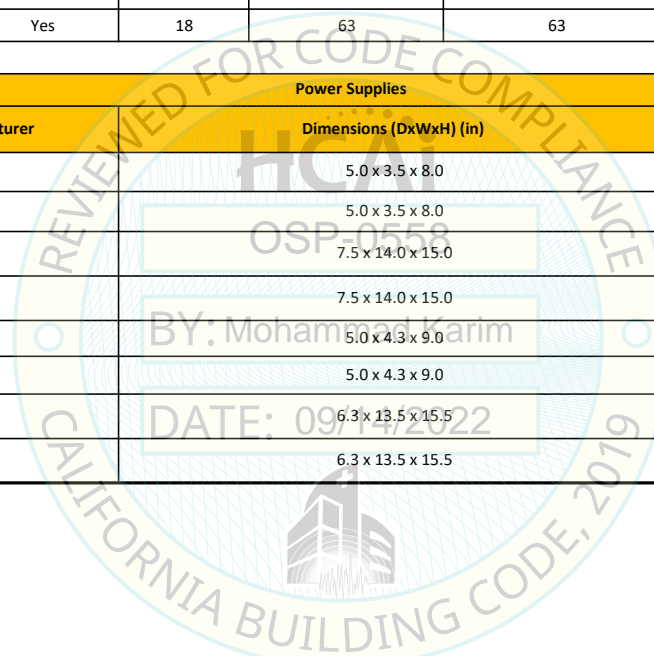 Yes 18 63 63
Power Supplies
turer Dimensions (DxWxH) (in)
5.0 x 3.5 x 8.0
5.0 x 3.5 x 8.0
7.5 x 14.0 x 15.0
7.5 x 14.0 x 15.0
5.0 x 4.3 x 9.0
5.0 x 4.3 x 9.0
6.3 x 13.5 x 15.5
6.3 x 13.5 x 15.5
REVIEWED FOR CODE COMPLIANCE
HCAi
OSP-0558
BY: Mohammad Karim
DATE: 09/14/2022
CALIFORNIA BUILDING CODE, 2019